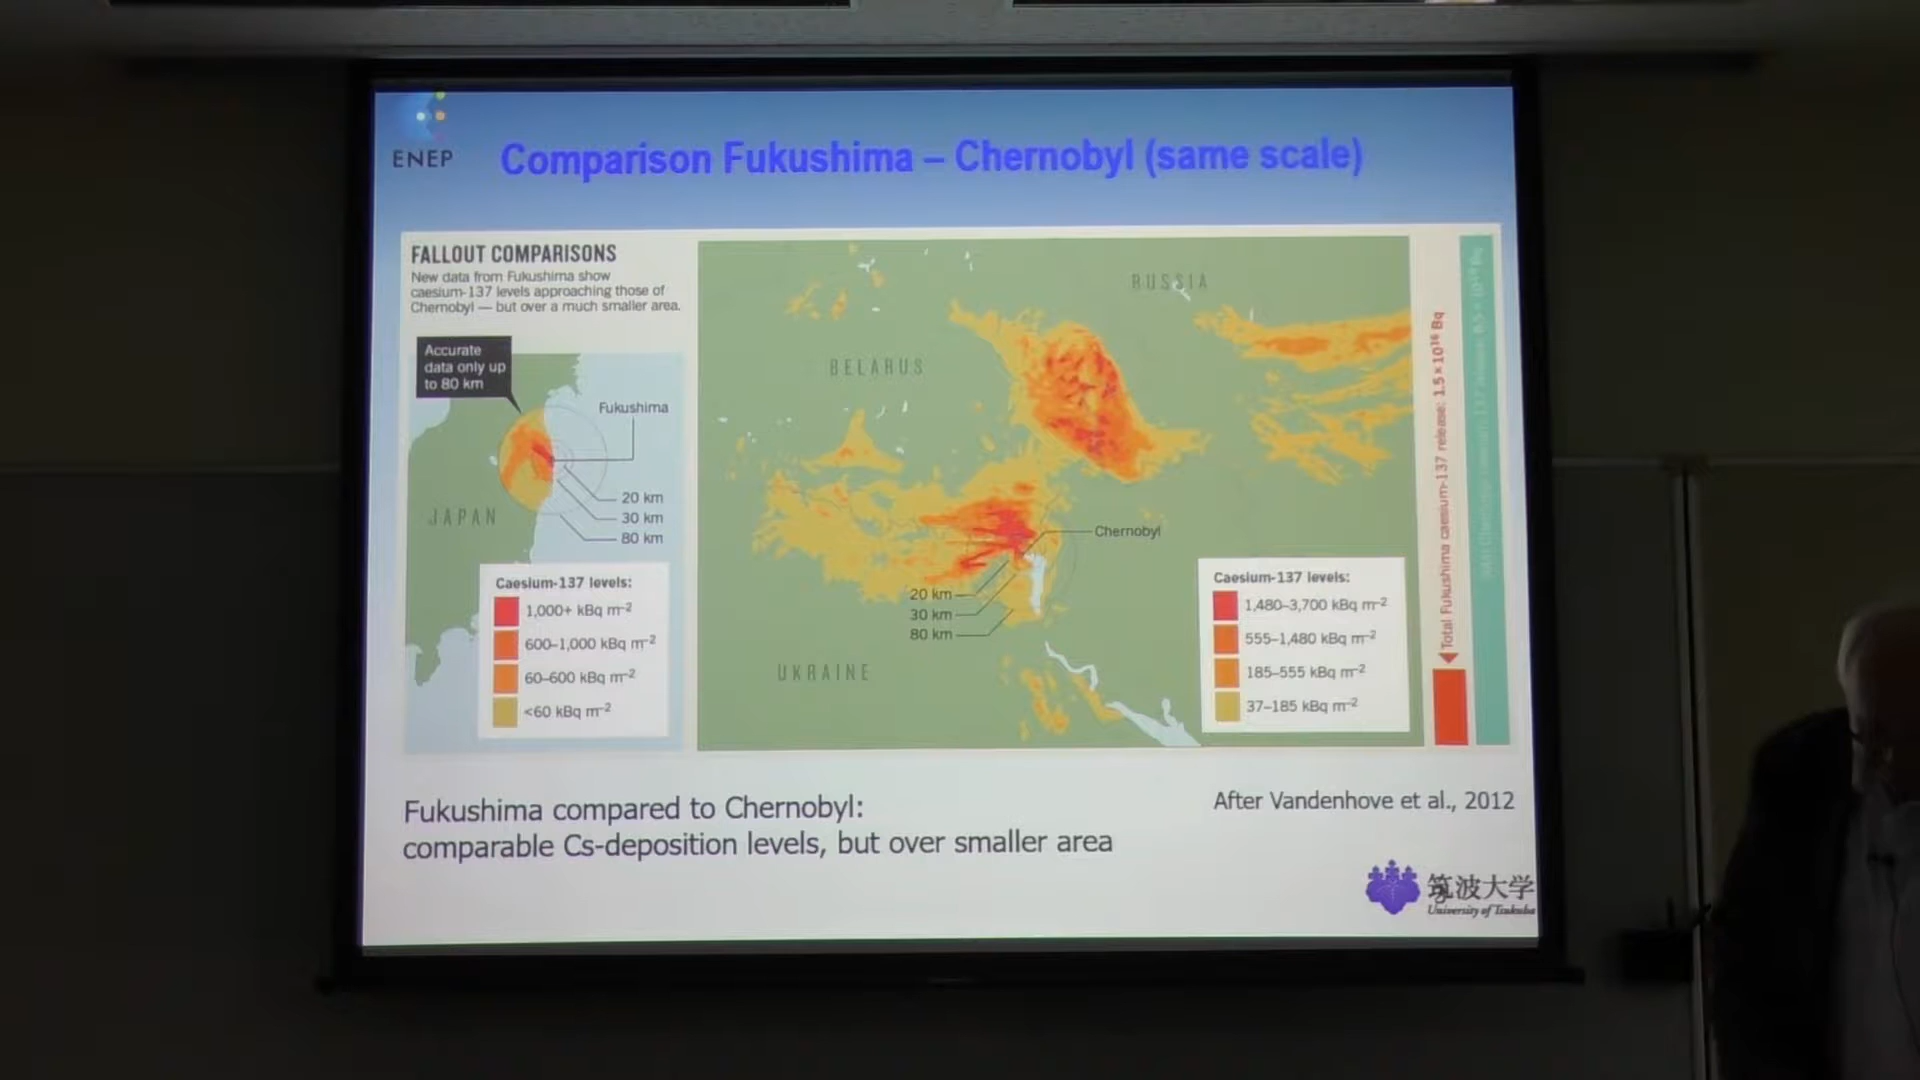 ENEP
Comparison Fukushima – Chernobyl (same scale)
FALLOUT COMPARISONS
New data from Fukushima show
caesium-137 levels approaching those of
Chernobyl — but over a much smaller area.
Accurate
data only up
to 80 km
Fukushima
20 km
30 km
80 km
JAPAN
Caesium-137 levels:
1,000+ kBq m⁻²
600–1,000 kBq m⁻²
60–600 kBq m⁻²
<60 kBq m⁻²
RUSSIA
BELARUS
Chernobyl
20 km
30 km
80 km
UKRAINE
Caesium-137 levels:
1,480–3,700 kBq m⁻²
555–1,480 kBq m⁻²
185–555 kBq m⁻²
37–185 kBq m⁻²
Total Fukushima caesium-137 release: 1.5 × 10¹⁶ Bq
Fukushima compared to Chernobyl:
comparable Cs-deposition levels, but over smaller area
After Vandenhove et al., 2012
筑波大学
University of Tsukuba